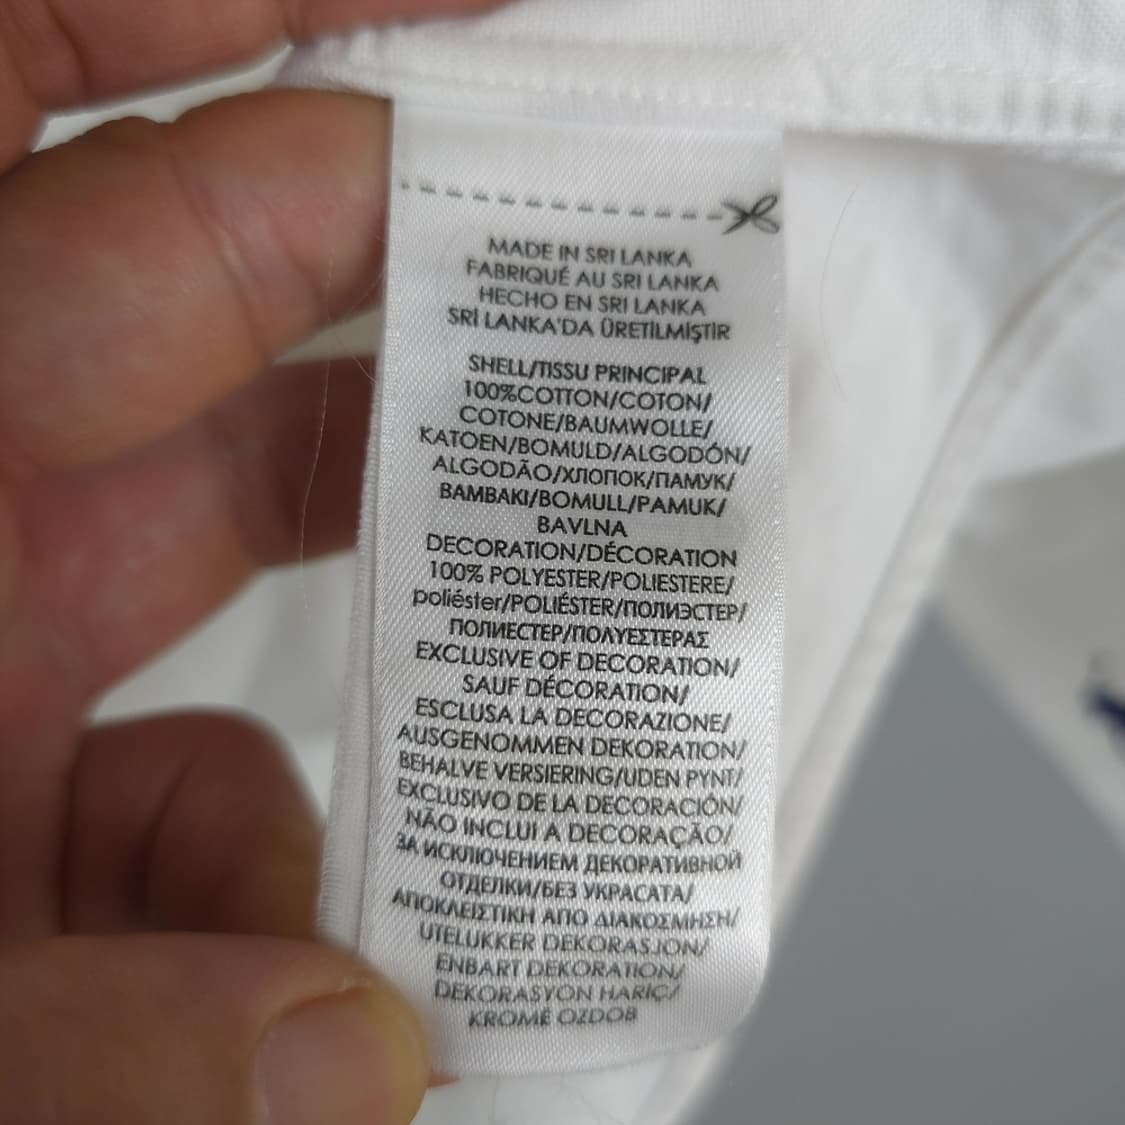 MADE IN SRI LANKA
FABRIQUÉ AU SRI LANKA
HECHO EN SRI LANKA
SRİ LANKA'DA ÜRETİLMİŞTİR
SHELL/TISSU PRINCIPAL
100%COTTON/COTON/
COTONE/BAUMWOLLE/
KATOEN/BOMULD/ALGODÓN/
ALGODÃO/ХЛОПОК/ПАМУК/
BAMBAKI/BOMULL/PAMUK/
BAVLNA
DECORATION/DÉCORATION
100% POLYESTER/POLIESTERE/
poliéster/POLIÉSTER/ПОЛИЭСТЕР/
ПОЛИЕСТЕР/ΠΟΛΥΕΣΤΕΡΑΣ
EXCLUSIVE OF DECORATION/
SAUF DÉCORATION/
ESCLUSA LA DECORAZIONE/
AUSGENOMMEN DEKORATION/
BEHALVE VERSIERING/UDEN PYNT/
EXCLUSIVO DE LA DECORACIÓN/
NÃO INCLUI A DECORAÇÃO/
ЗА ИСКЛЮЧЕНИЕМ ДЕКОРАТИВНОЙ
ОТДЕЛКИ/БЕЗ УКРАСАТА/
ΑΠΟΚΛΕΙΣΤΙΚΗ ΑΠΟ ΔΙΑΚΟΣΜΗΣΗ/
UTELUKKER DEKORASJON/
ENBART DEKORATION/
DEKORASYON HARIÇ/
KROMĚ OZDOB